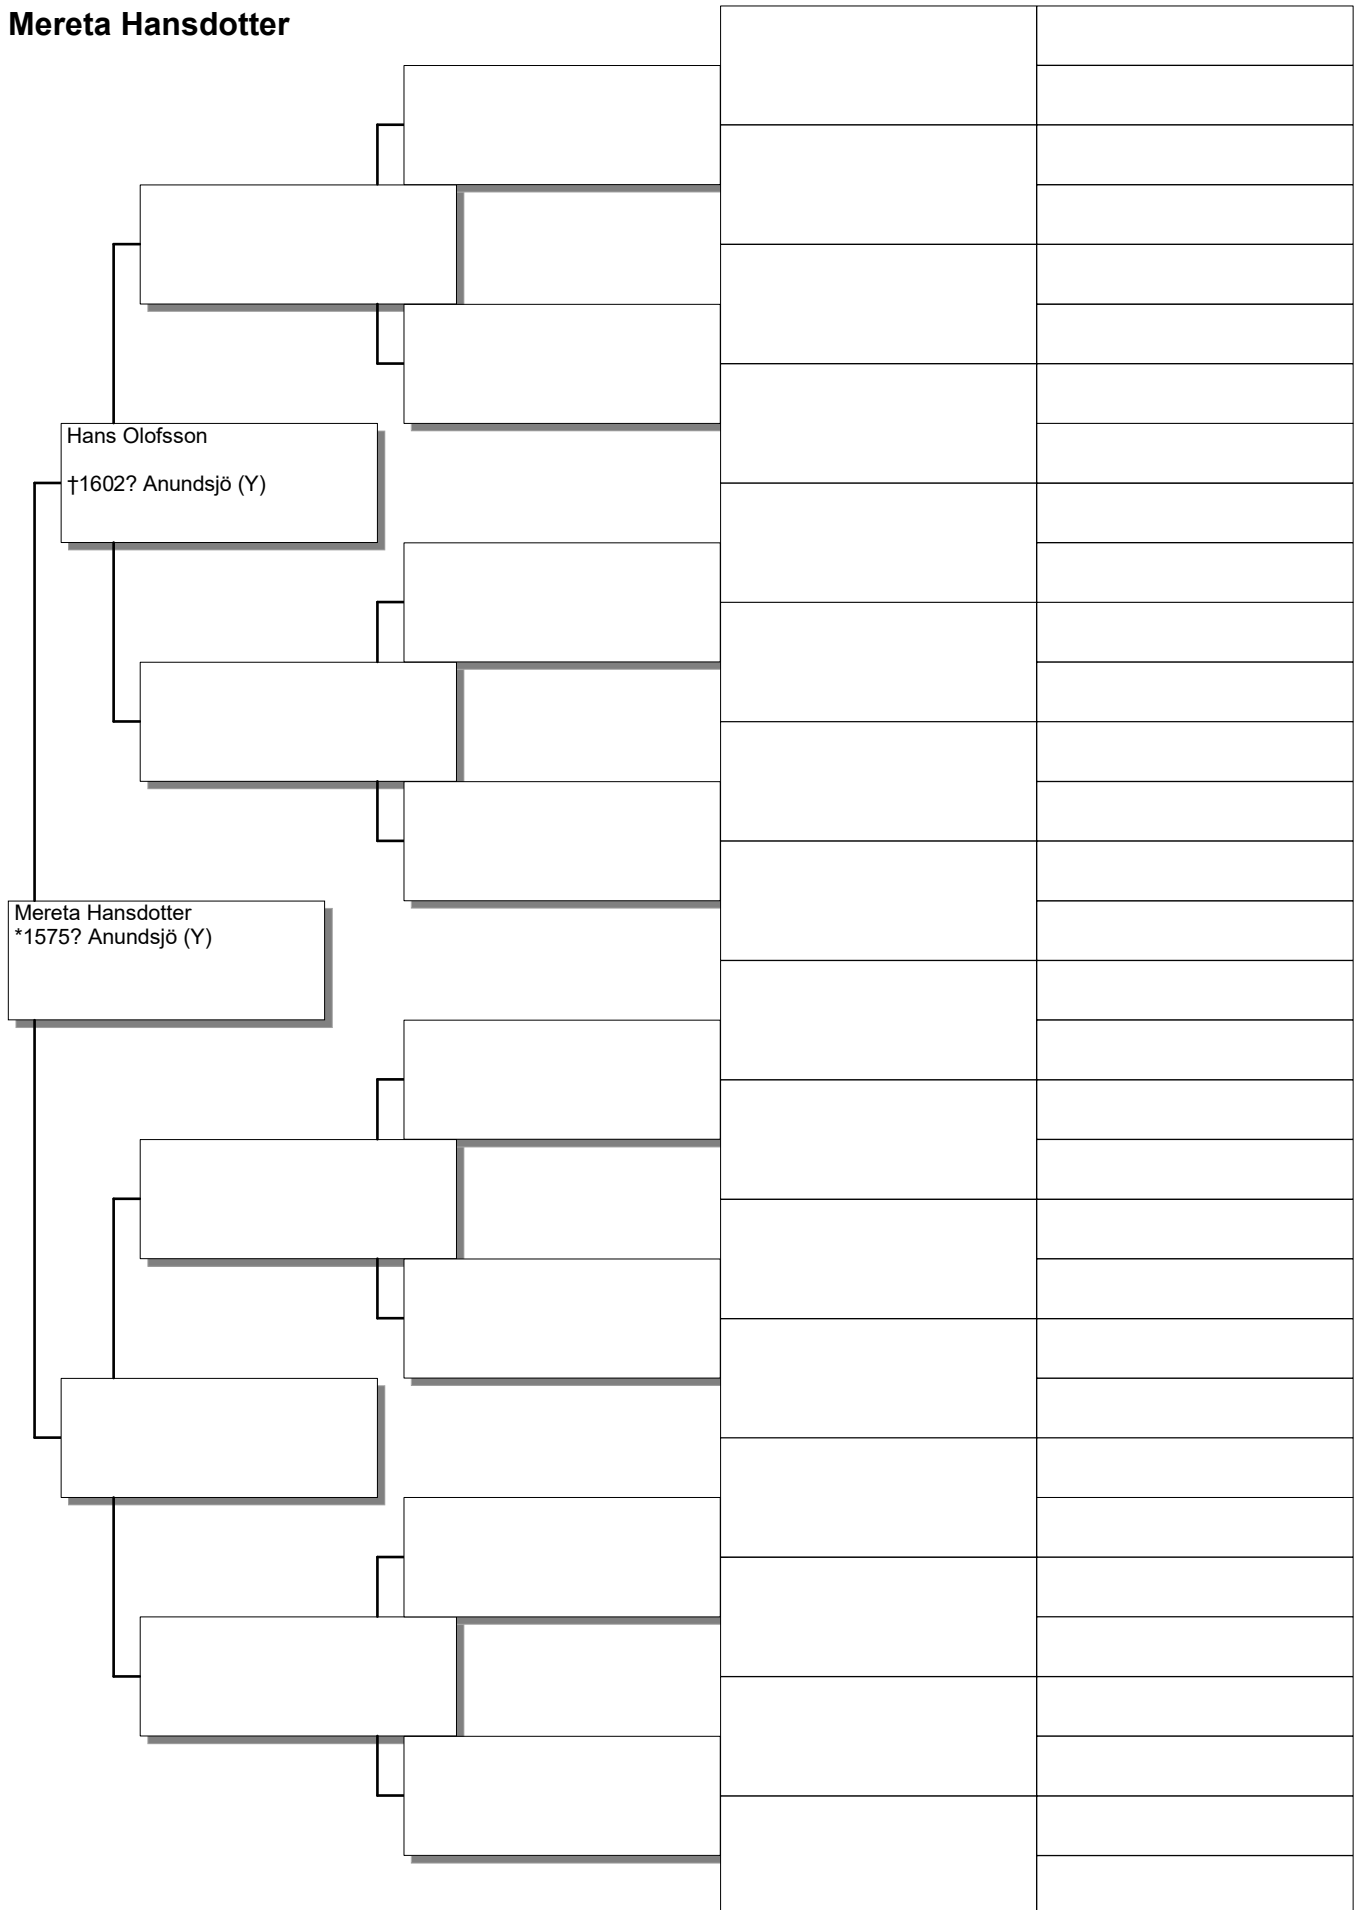 Mereta Hansdotter
Hans Olofsson
†1602? Anundsjö (Y)
Mereta Hansdotter
*1575? Anundsjö (Y)